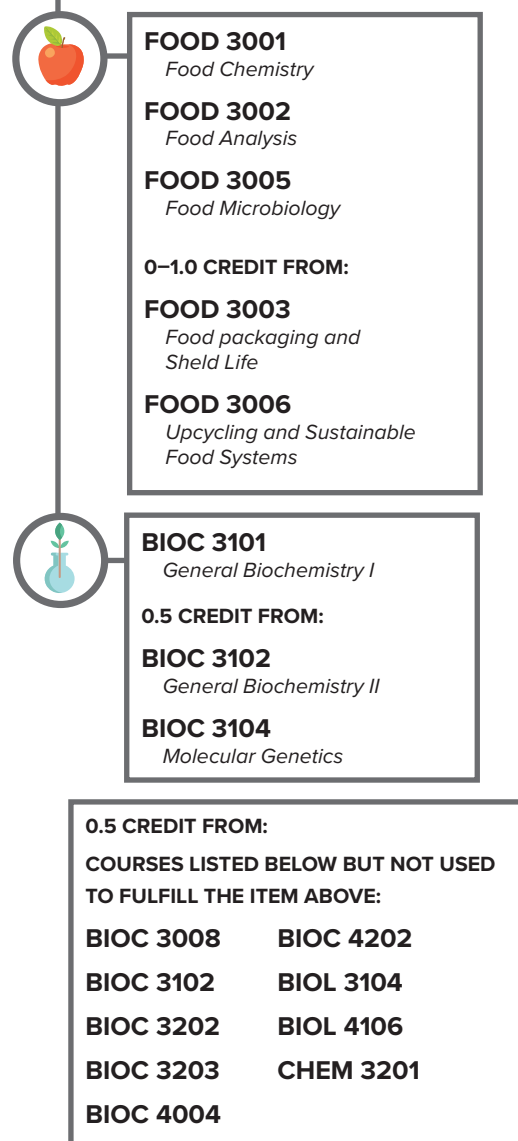 FOOD 3001
Food Chemistry
FOOD 3002
Food Analysis
FOOD 3005
Food Microbiology
0–1.0 CREDIT FROM:
FOOD 3003
Food packaging and
Sheld Life
FOOD 3006
Upcycling and Sustainable
Food Systems
BIOC 3101
General Biochemistry I
0.5 CREDIT FROM:
BIOC 3102
General Biochemistry II
BIOC 3104
Molecular Genetics
0.5 CREDIT FROM:
COURSES LISTED BELOW BUT NOT USED
TO FULFILL THE ITEM ABOVE:
BIOC 3008
BIOC 3102
BIOC 3202
BIOC 3203
BIOC 4004
BIOC 4202
BIOL 3104
BIOL 4106
CHEM 3201